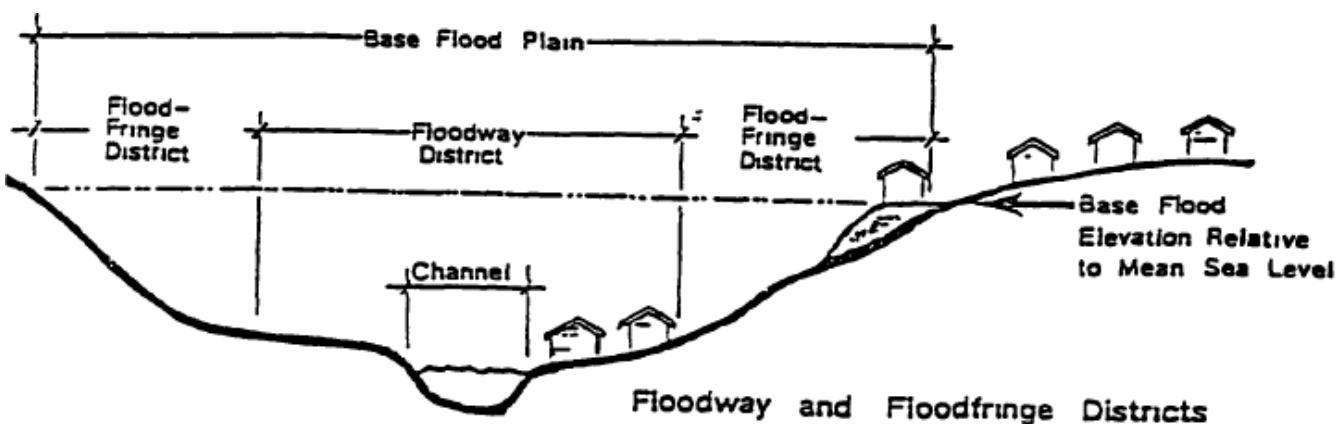 Base Flood Plain
Flood-
Fringe
District
Floodway
District
Flood-
Fringe
District
Base Flood
Elevation Relative
to Mean Sea Level
Channel
Floodway and Floodfringe Districts